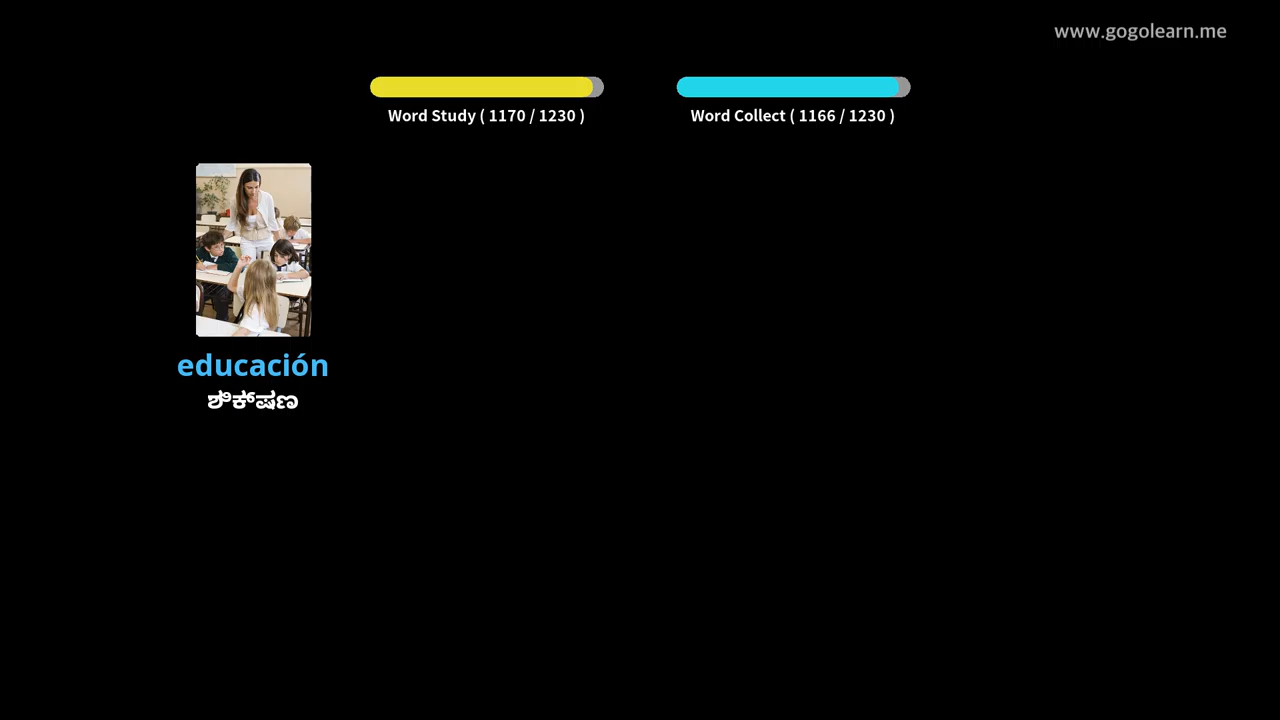 www.gogolearn.me
Word Study ( 1170 / 1230 )
Word Collect ( 1166 / 1230 )
educación
ಶಿಕ್ಷಣ